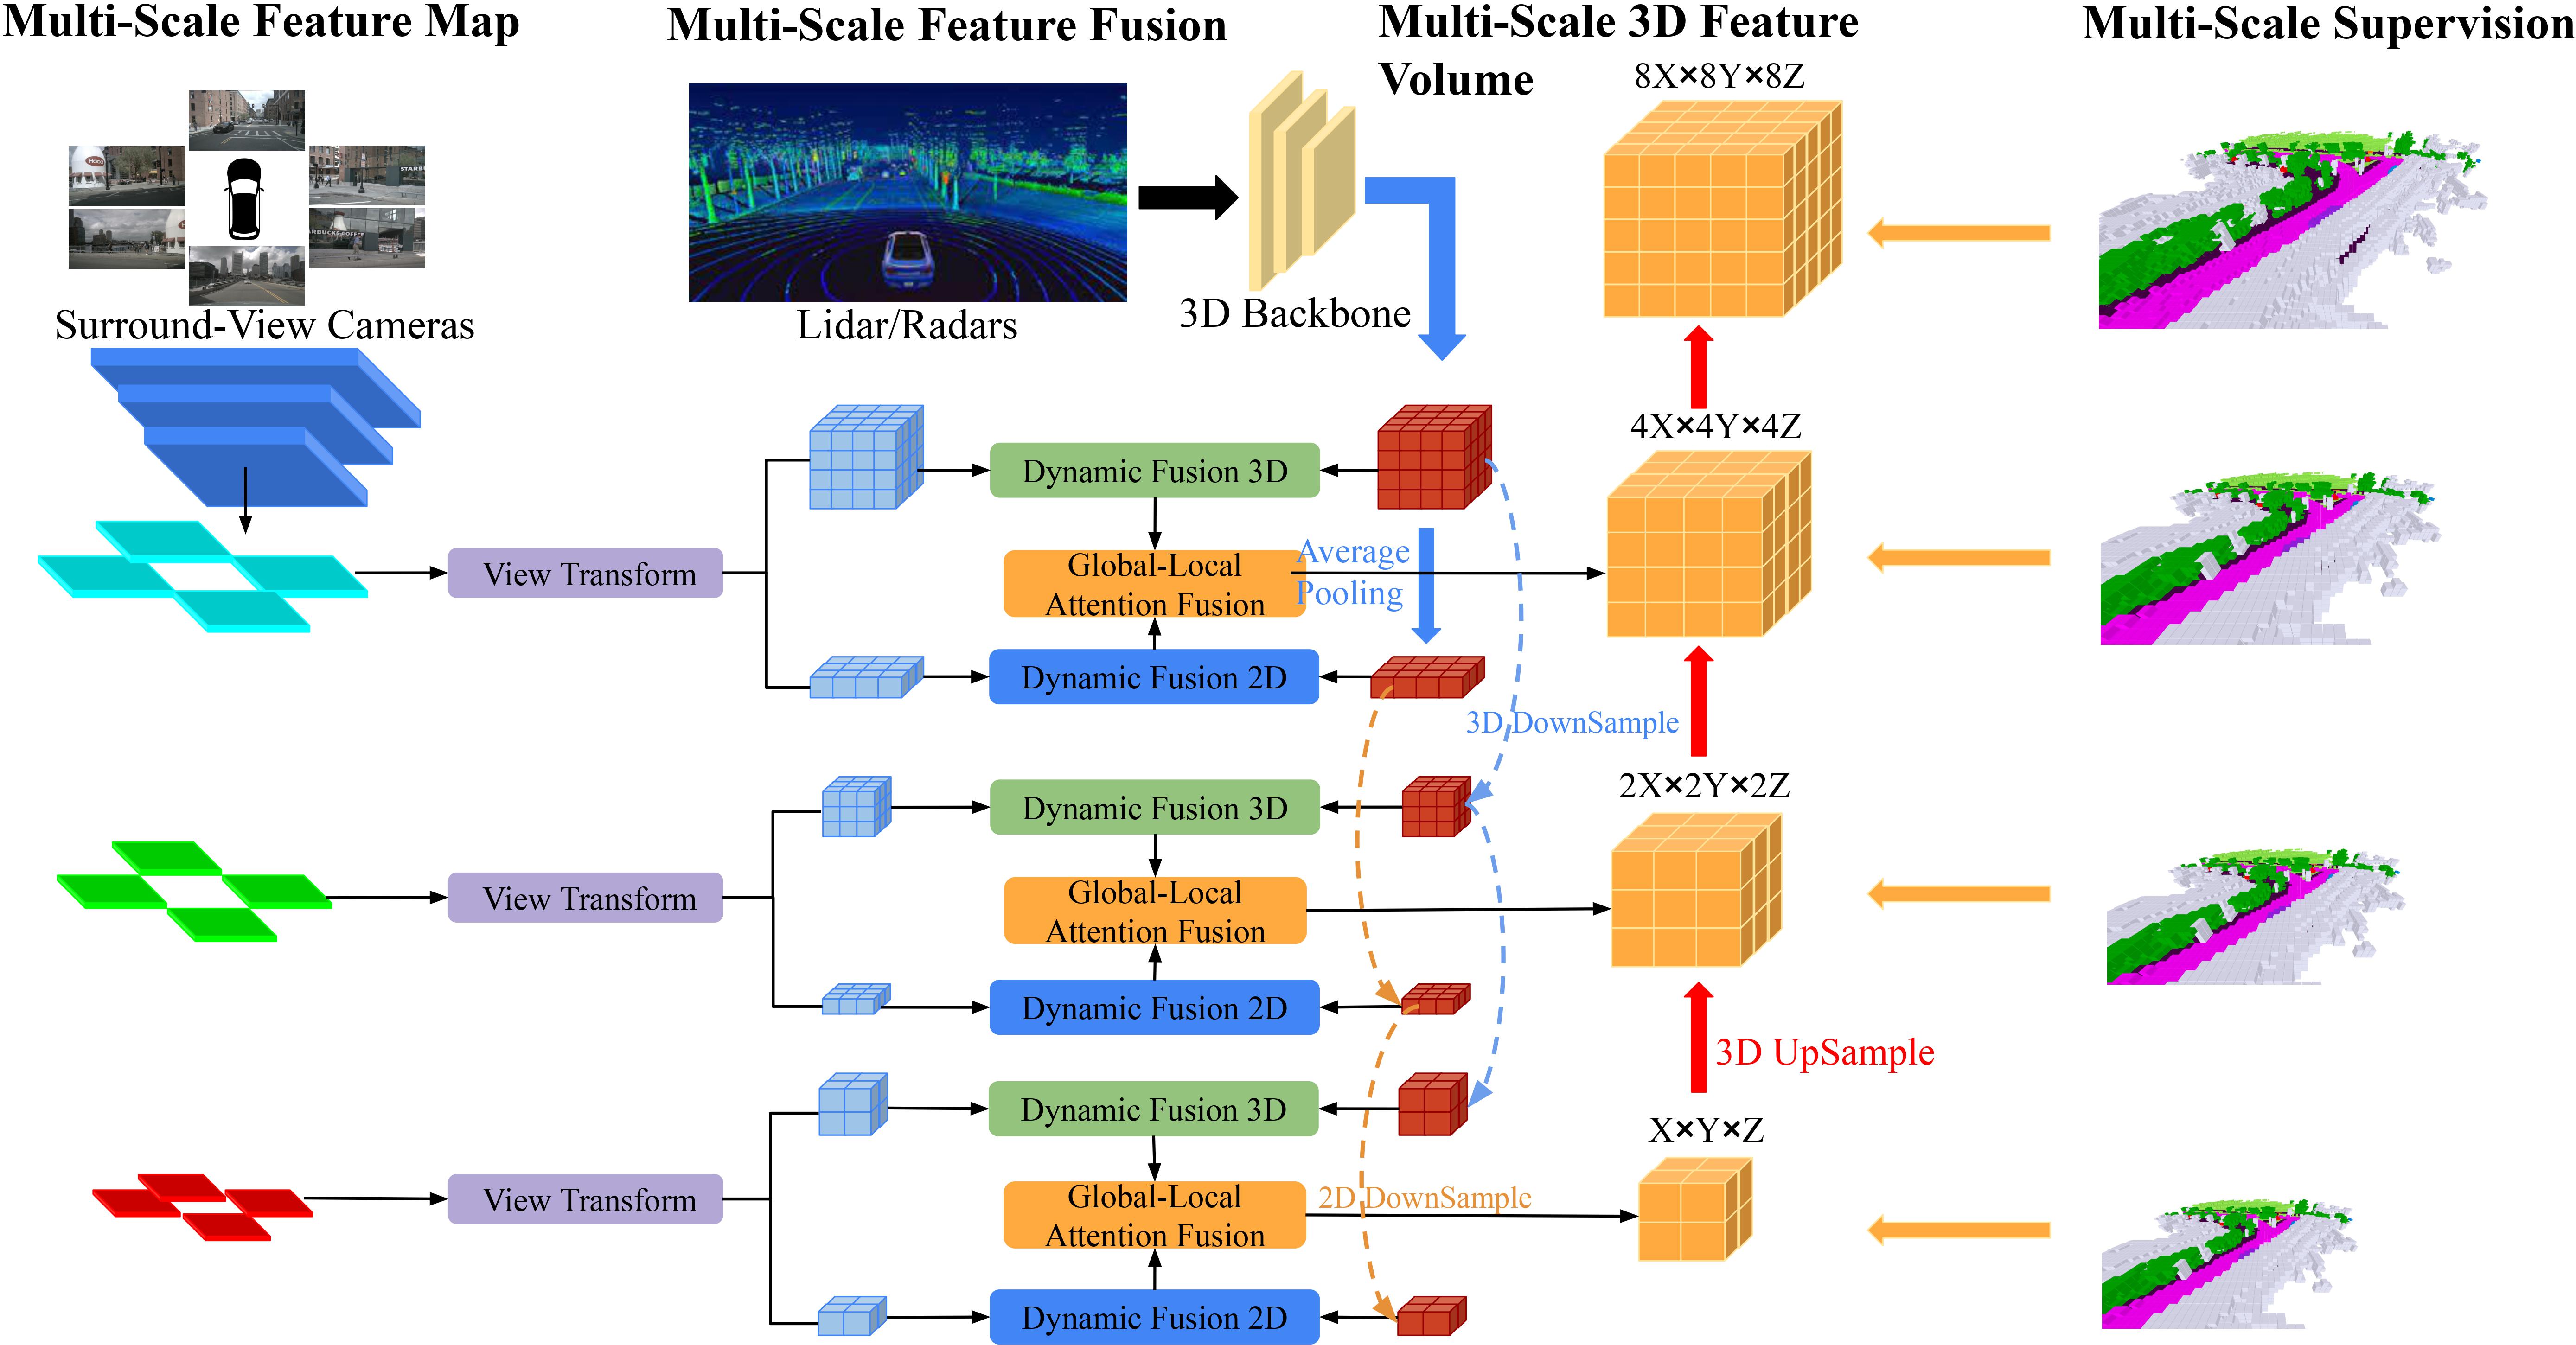 Multi-Scale Feature Map
Multi-Scale Feature Fusion
Multi-Scale 3D Feature
Volume
Multi-Scale Supervision
8X×8Y×8Z
STARB
STARBUCKS COFFEE
Surround-View Cameras
Lidar/Radars
3D Backbone
4X×4Y×4Z
Dynamic Fusion 3D
View Transform
Global-Local
Attention Fusion
Average
Pooling
Dynamic Fusion 2D
3D DownSample
2X×2Y×2Z
Dynamic Fusion 3D
View Transform
Global-Local
Attention Fusion
Dynamic Fusion 2D
3D UpSample
X×Y×Z
Dynamic Fusion 3D
View Transform
Global-Local
Attention Fusion
2D DownSample
Dynamic Fusion 2D